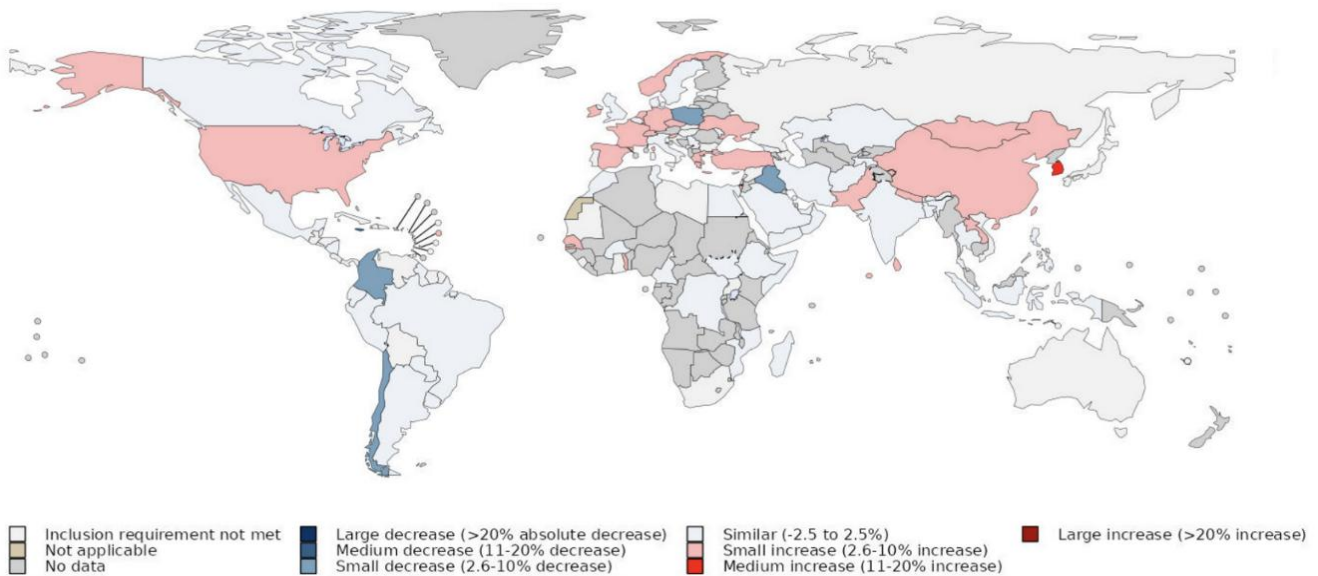 Inclusion requirement not met
Not applicable
No data
Large decrease (>20% absolute decrease)
Medium decrease (11-20% decrease)
Small decrease (2.6-10% decrease)
Similar (-2.5 to 2.5%)
Small increase (2.6-10% increase)
Medium increase (11-20% increase)
Large increase (>20% increase)